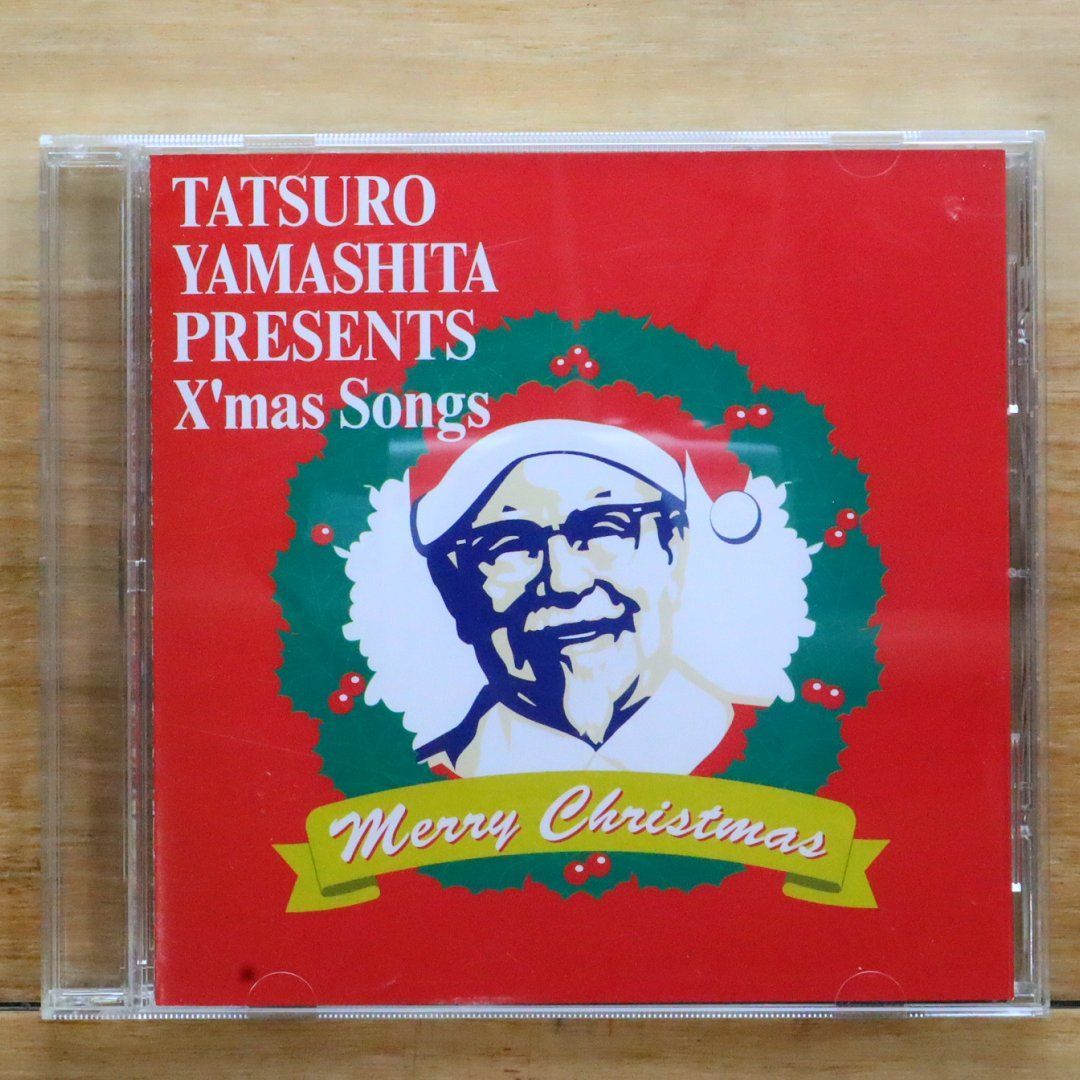 TATSURO
YAMASHITA
PRESENTS
X'mas Songs
Merry Christmas